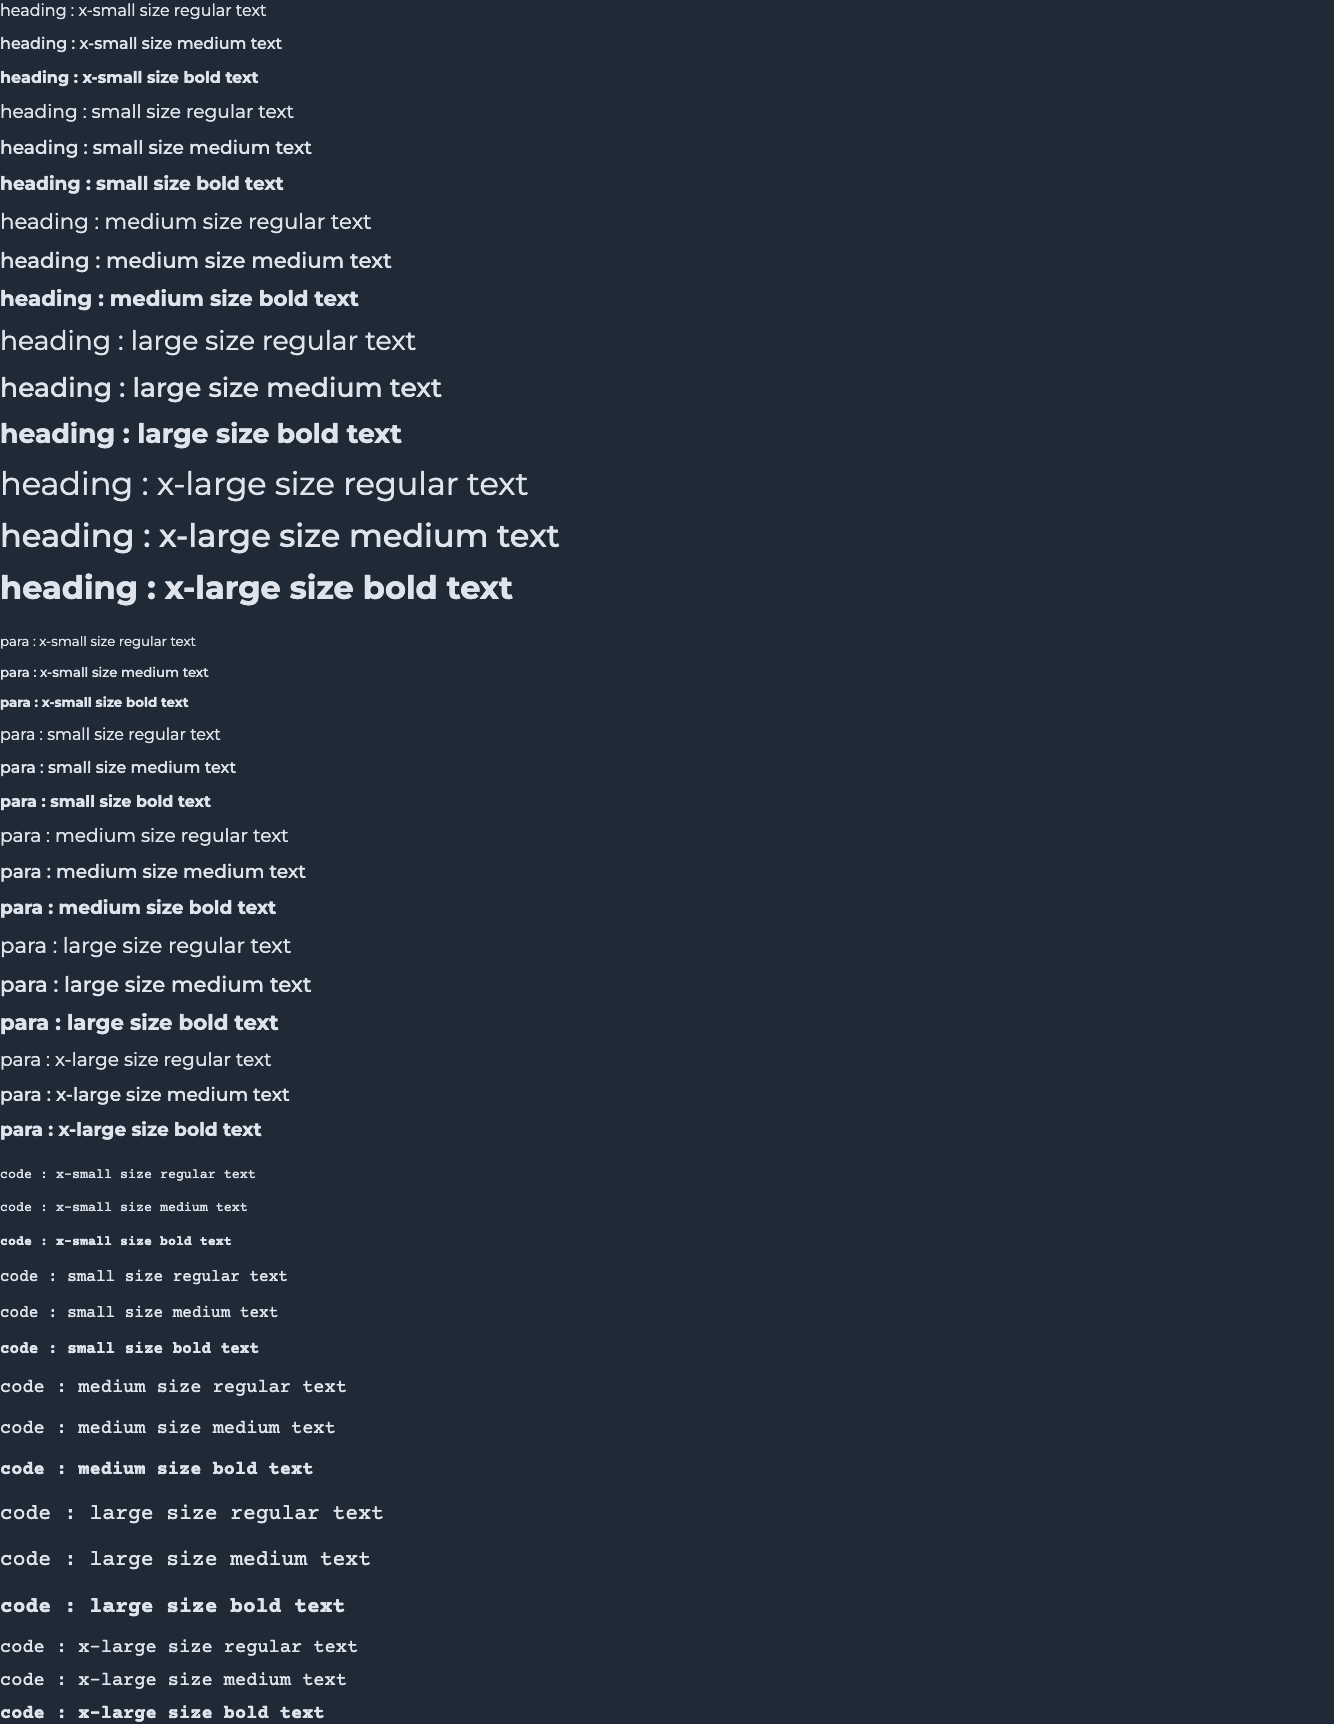 heading : x-small size regular text
heading : x-small size medium text
heading : x-small size bold text
heading : small size regular text
heading : small size medium text
heading : small size bold text
heading : medium size regular text
heading : medium size medium text
heading : medium size bold text
heading : large size regular text
heading : large size medium text
heading : large size bold text
heading : x-large size regular text
heading : x-large size medium text
heading : x-large size bold text
para : x-small size regular text
para : x-small size medium text
para : x-small size bold text
para : small size regular text
para : small size medium text
para : small size bold text
para : medium size regular text
para : medium size medium text
para : medium size bold text
para : large size regular text
para : large size medium text
para : large size bold text
para : x-large size regular text
para : x-large size medium text
para : x-large size bold text
code : x-small size regular text
code : x-small size medium text
code : x-small size bold text
code : small size regular text
code : small size medium text
code : small size bold text
code : medium size regular text
code : medium size medium text
code : medium size bold text
code : large size regular text
code : large size medium text
code : large size bold text
code : x-large size regular text
code : x-large size medium text
code : x-large size bold text